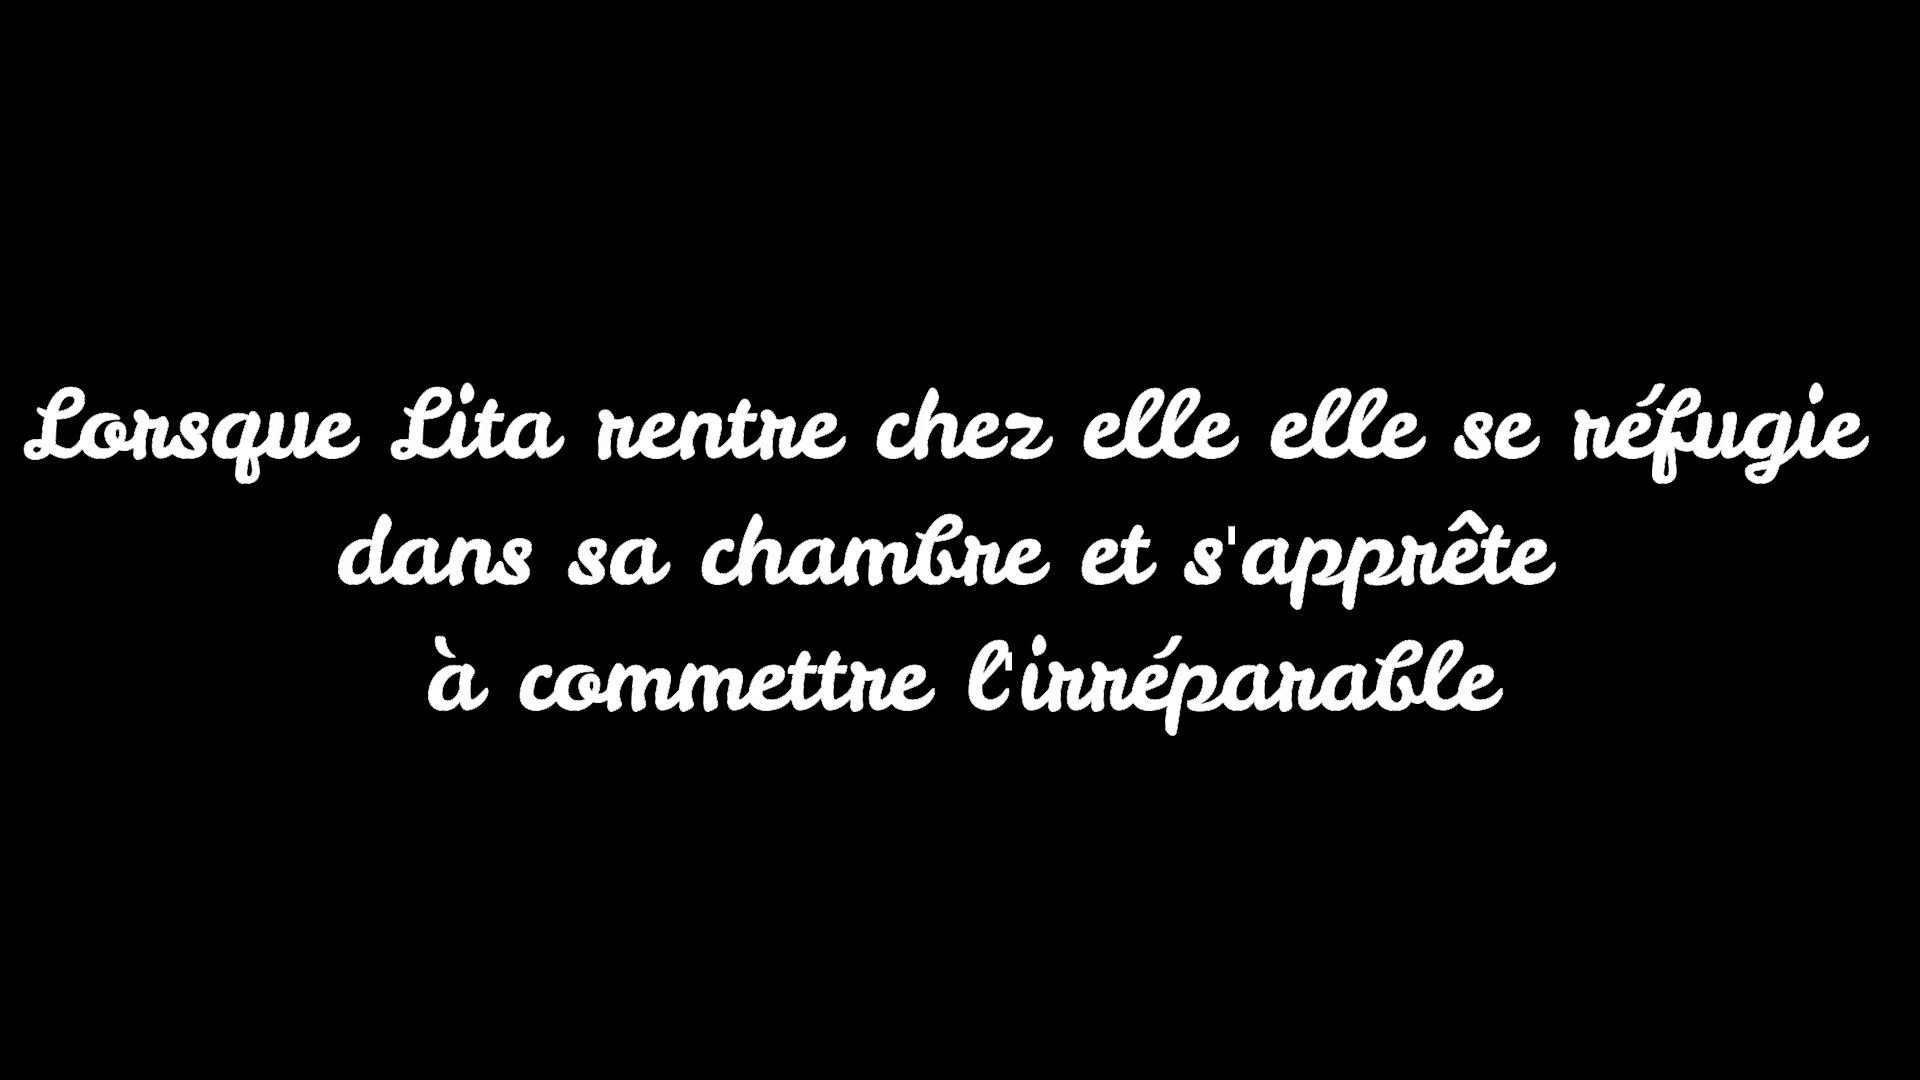 Lorsque Lita rentre chez elle elle se réfugie
dans sa chambre et s'apprête
à commettre l'irréparable